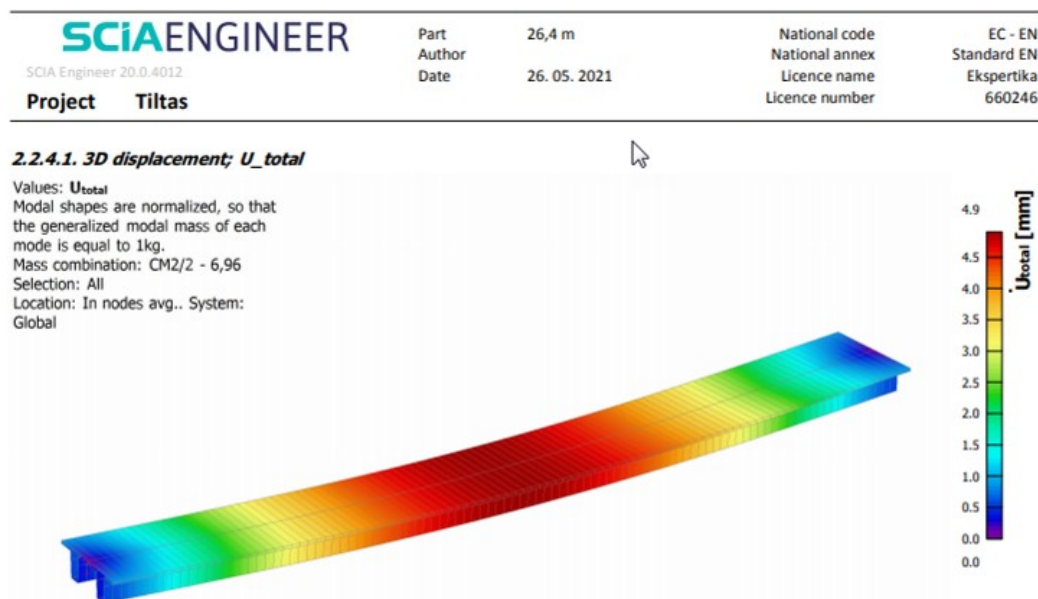 SCiAENGINEER
SCIA Engineer 20.0.4012
Project Tiltas
Part 26,4 m
Author
Date 26. 05. 2021
National code EC - EN
National annex Standard EN
Licence name Ekspertika
Licence number 660246
2.2.4.1. 3D displacement; U_total
Values: Utotal
Modal shapes are normalized, so that
the generalized modal mass of each
mode is equal to 1kg.
Mass combination: CM2/2 - 6,96
Selection: All
Location: In nodes avg.. System:
Global
4.9
4.5
4.0
3.5
3.0
2.5
2.0
1.5
1.0
0.5
0.0
0.0
Utotal [mm]